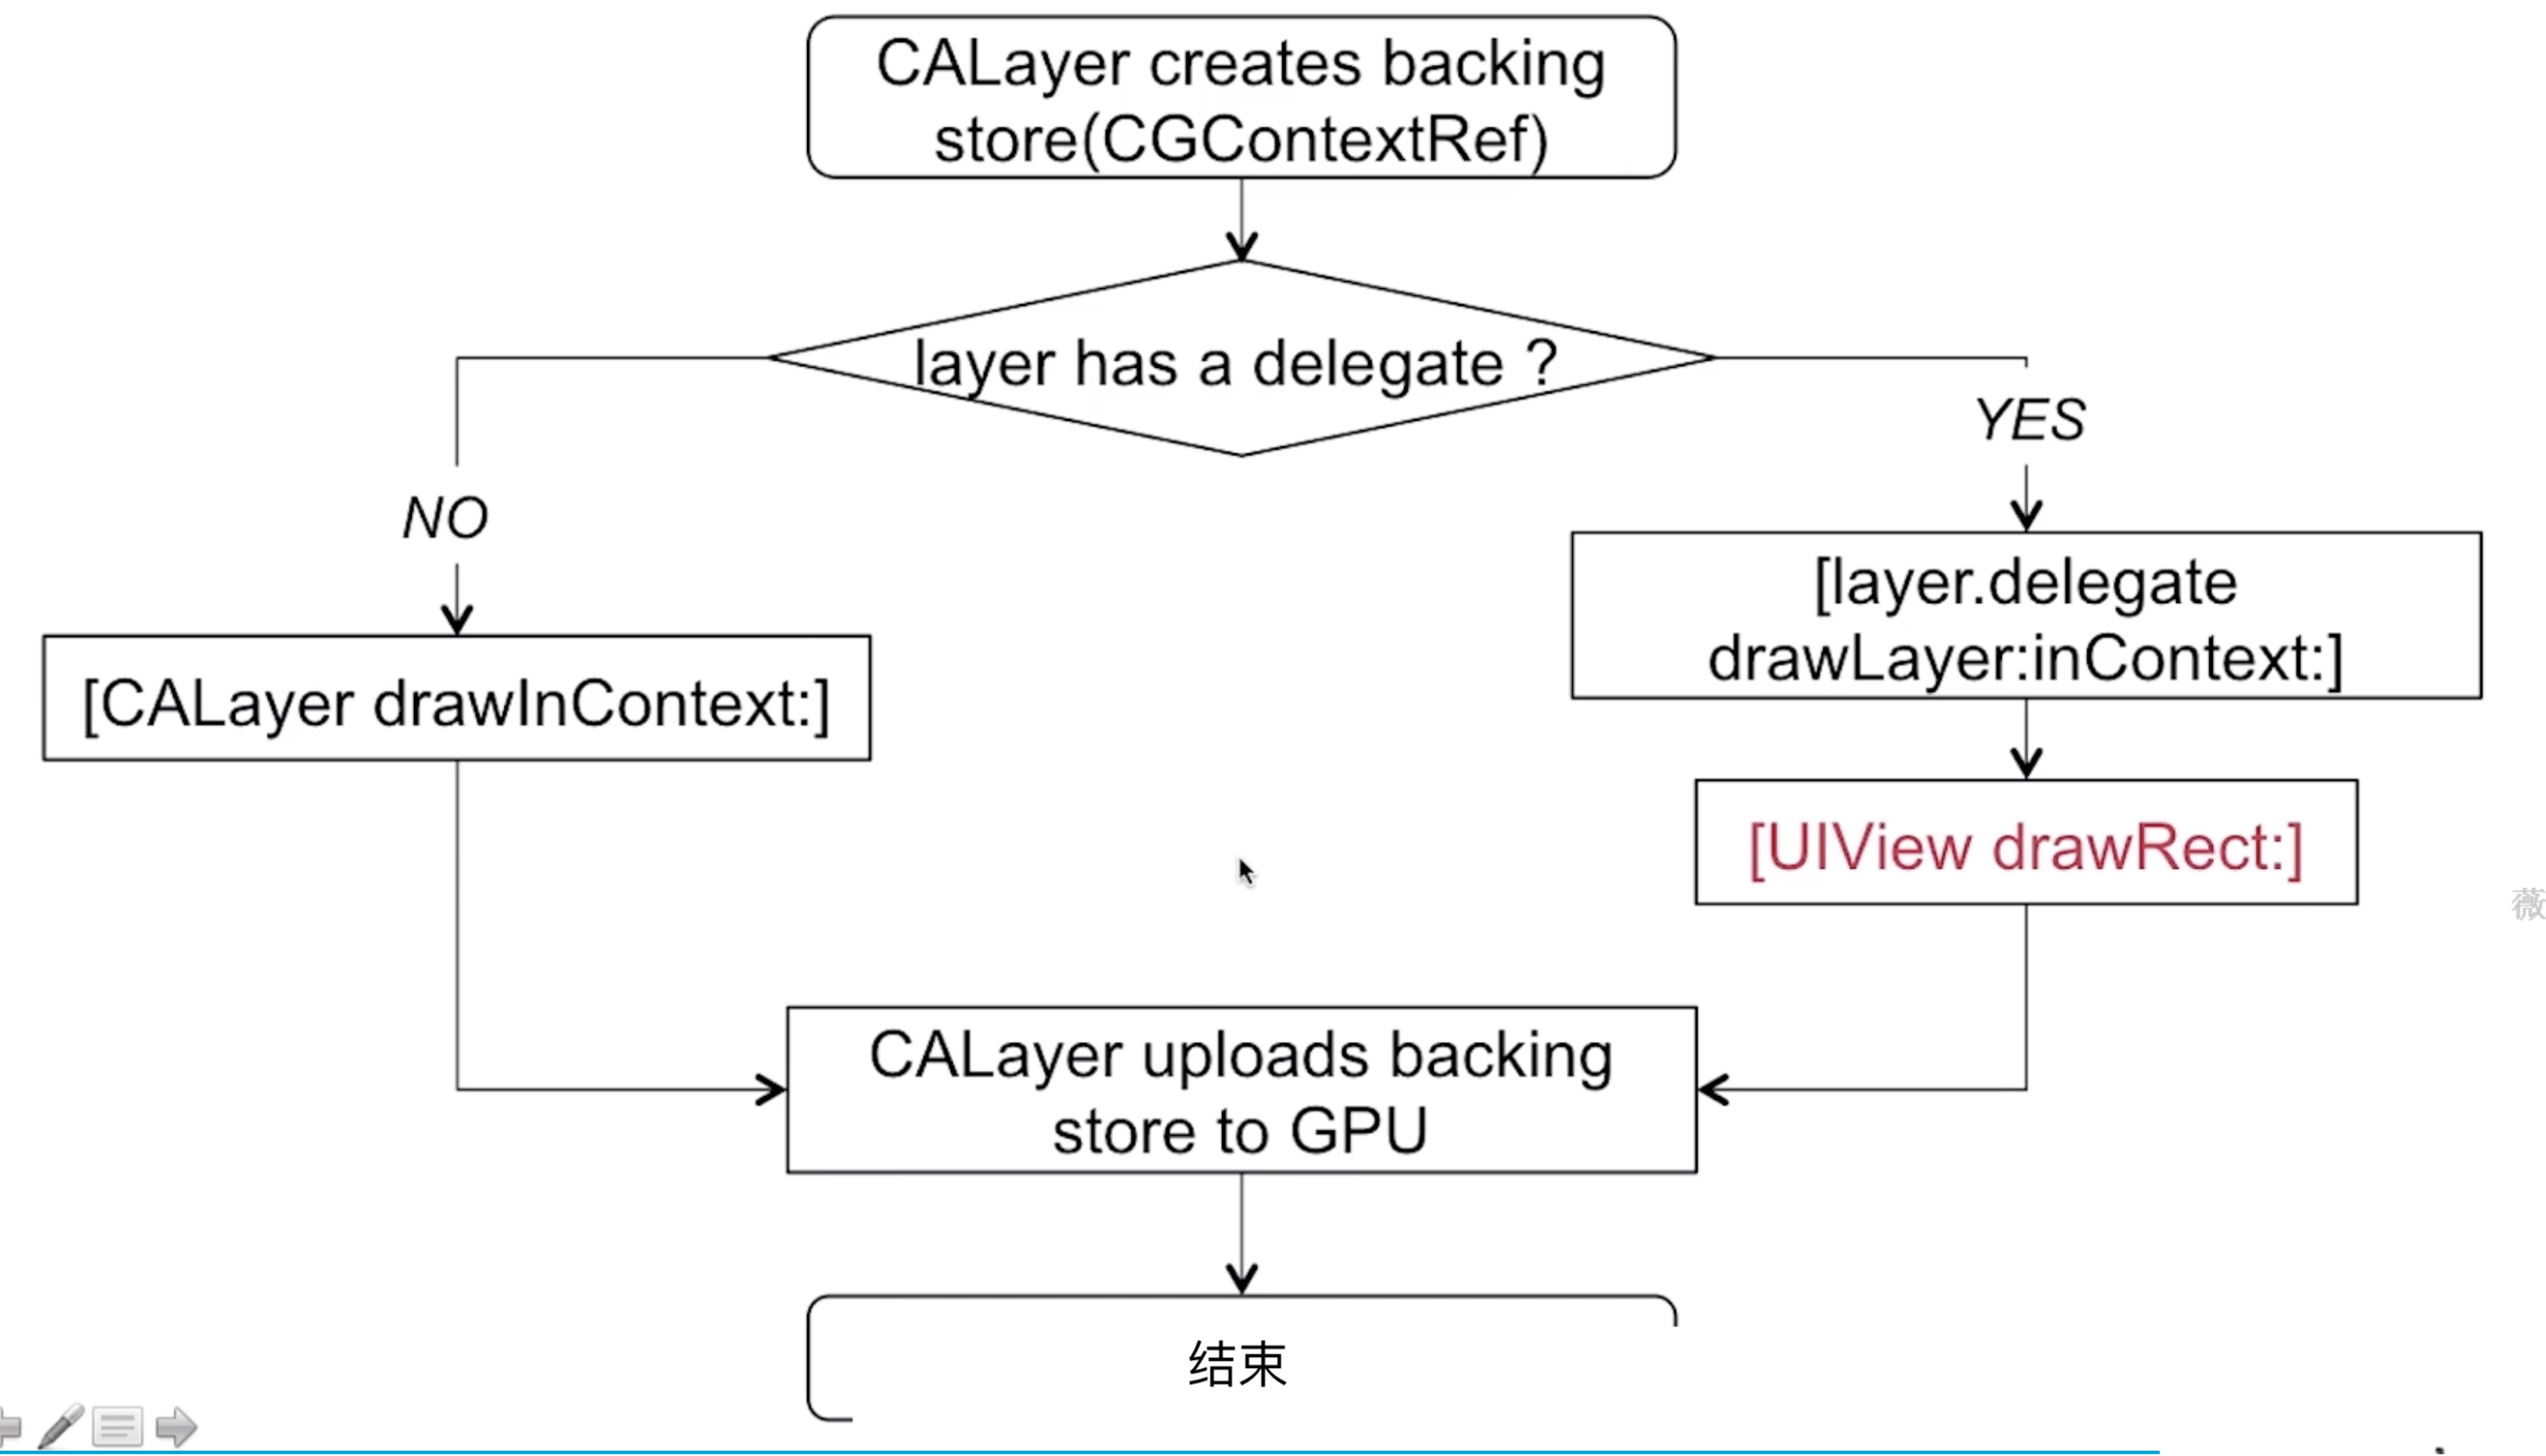 CALayer creates backing
store(CGContextRef)
layer has a delegate ?
YES
NO
[layer.delegate
drawLayer:inContext:]
[CALayer drawInContext:]
[UIView drawRect:]
薇
CALayer uploads backing
store to GPU
结束